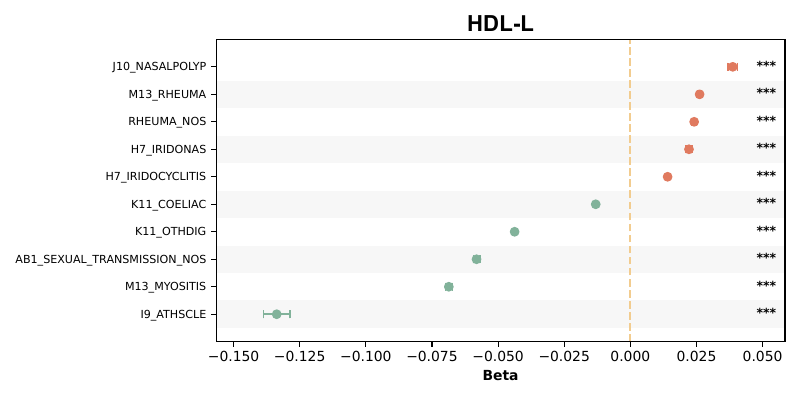 HDL-L
J10_NASALPOLYP ***
M13_RHEUMA ***
RHEUMA_NOS ***
H7_IRIDONAS ***
H7_IRIDOCYCLITIS ***
K11_COELIAC ***
K11_OTHDIG ***
AB1_SEXUAL_TRANSMISSION_NOS ***
M13_MYOSITIS ***
I9_ATHSCLE ***
−0.150 −0.125 −0.100 −0.075 −0.050 −0.025 0.000 0.025 0.050
Beta